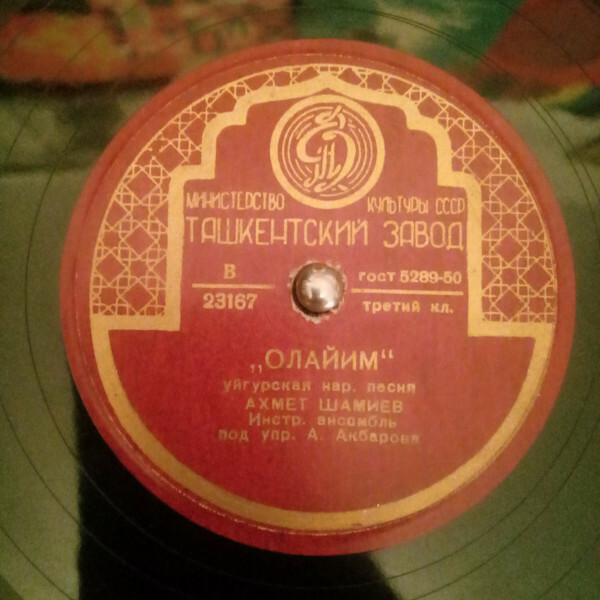 МИНИСТЕРСТВО КУЛЬТУРЫ СССР
ТАШКЕНТСКИЙ ЗАВОД
В ГОСТ 5289-50
23167 третий кл.
„ОЛАЙИМ“
уйгурская нар. песня
АХМЕТ ШАМИЕВ
Инстр. ансамбль
под упр. А. Акбарова